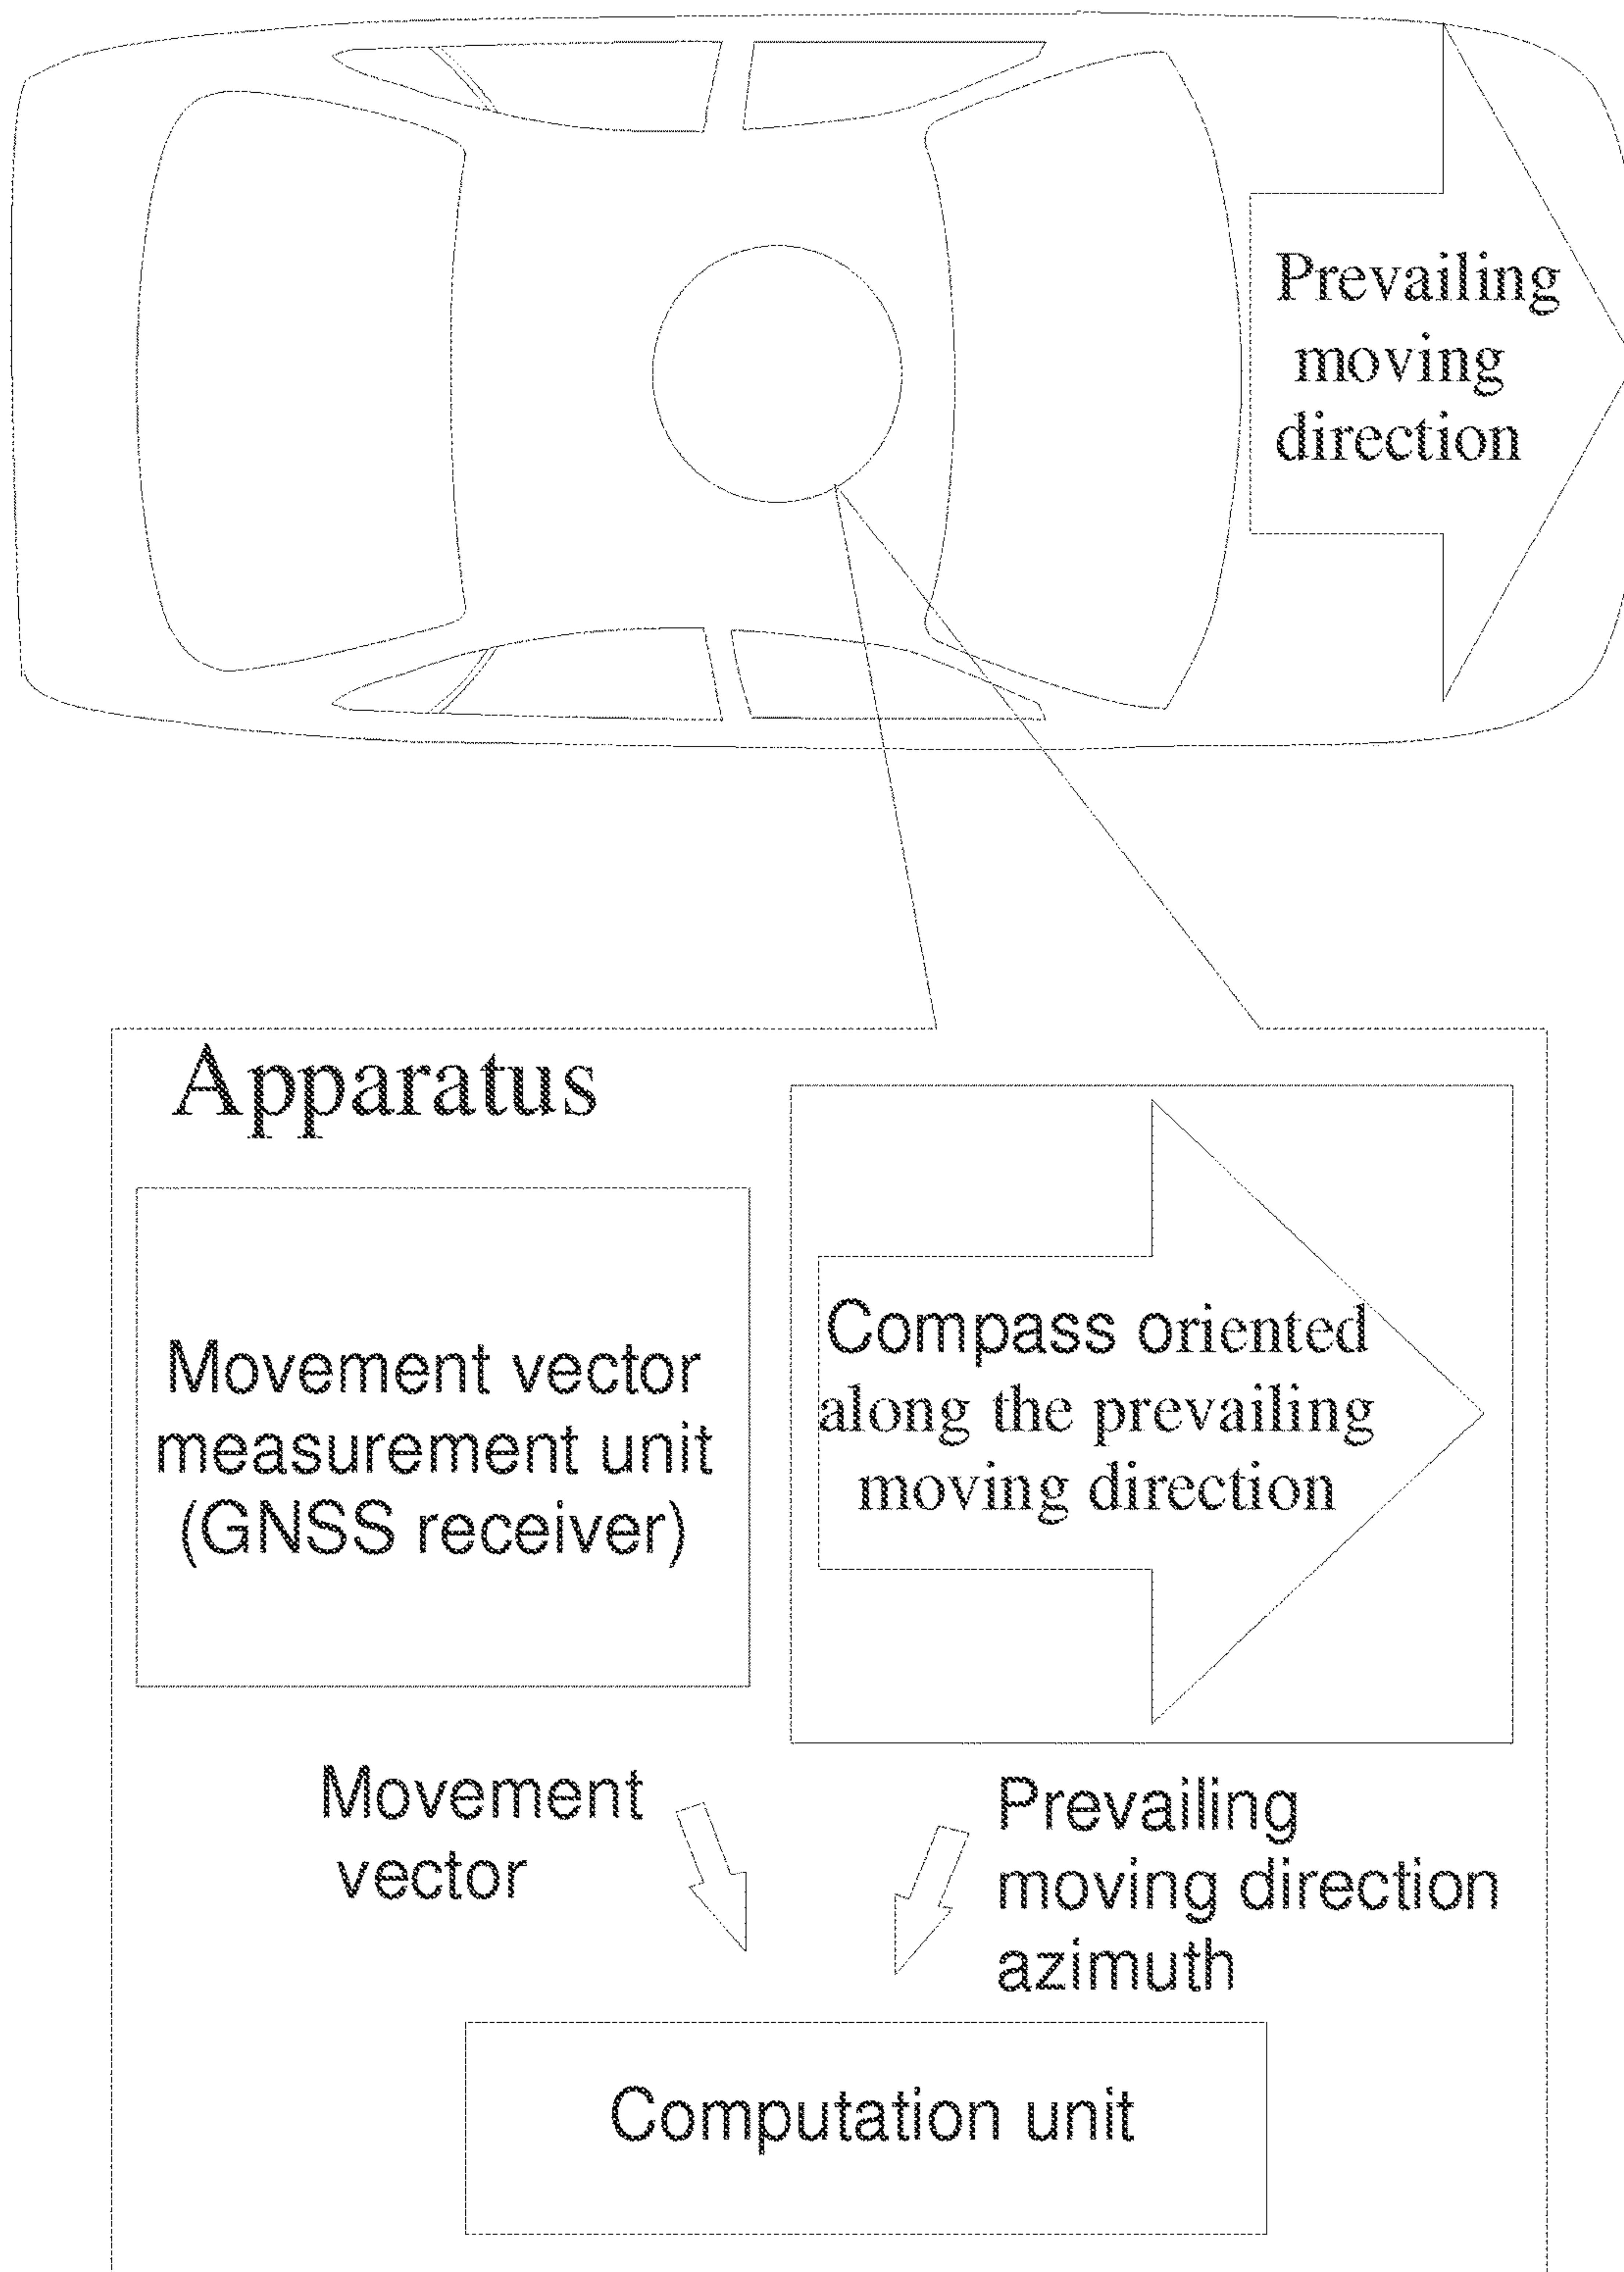 Prevailing
moving
direction
Apparatus
Movement vector
measurement unit
(GNSS receiver)
Compass oriented
along the prevailing
moving direction
Movement
vector
Prevailing
moving direction
azimuth
Computation unit